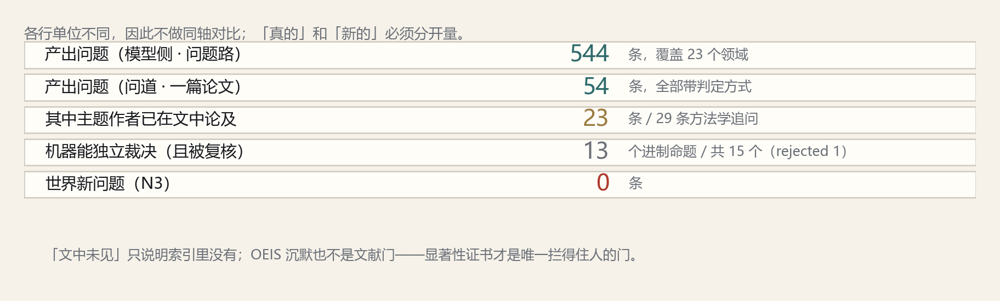 各行单位不同，因此不做同轴对比；「真的」和「新的」必须分开量。
产出问题（模型侧 · 问题路） 544 条，覆盖 23 个领域
产出问题（问道 · 一篇论文） 54 条，全部带判定方式
其中主题作者已在文中论及 23 条 / 29 条方法学追问
机器能独立裁决（且被复核） 13 个进制命题 / 共 15 个（rejected 1）
世界新问题（N3） 0 条
「文中未见」只说明索引里没有；OEIS 沉默也不是文献门——显著性证书才是唯一拦得住人的门。